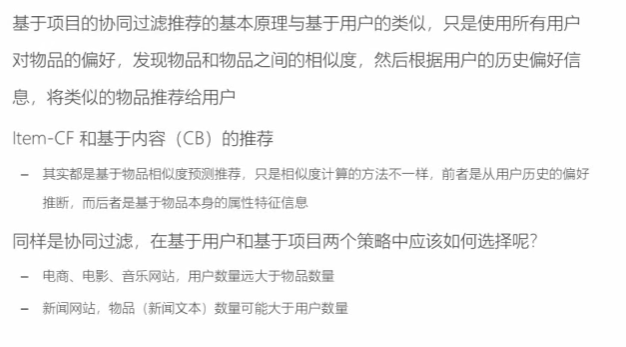 基于项目的协同过滤推荐的基本原理与基于用户的类似，只是使用所有用户
对物品的偏好，发现物品和物品之间的相似度，然后根据用户的历史偏好信
息，将类似的物品推荐给用户
Item-CF 和基于内容（CB）的推荐
– 其实都是基于物品相似度预测推荐，只是相似度计算的方法不一样，前者是从用户历史的偏好
推断，而后者是基于物品本身的属性特征信息
同样是协同过滤，在基于用户和基于项目两个策略中应该如何选择呢？
– 电商、电影、音乐网站，用户数量远大于物品数量
– 新闻网站，物品（新闻文本）数量可能大于用户数量